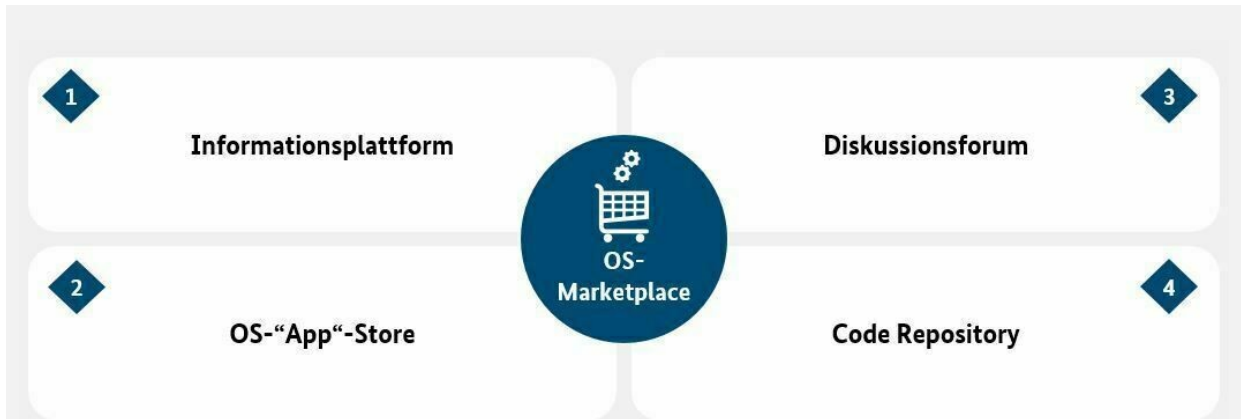 1
Informationsplattform
2
OS-“App“-Store
OS-
Marketplace
3
Diskussionsforum
4
Code Repository